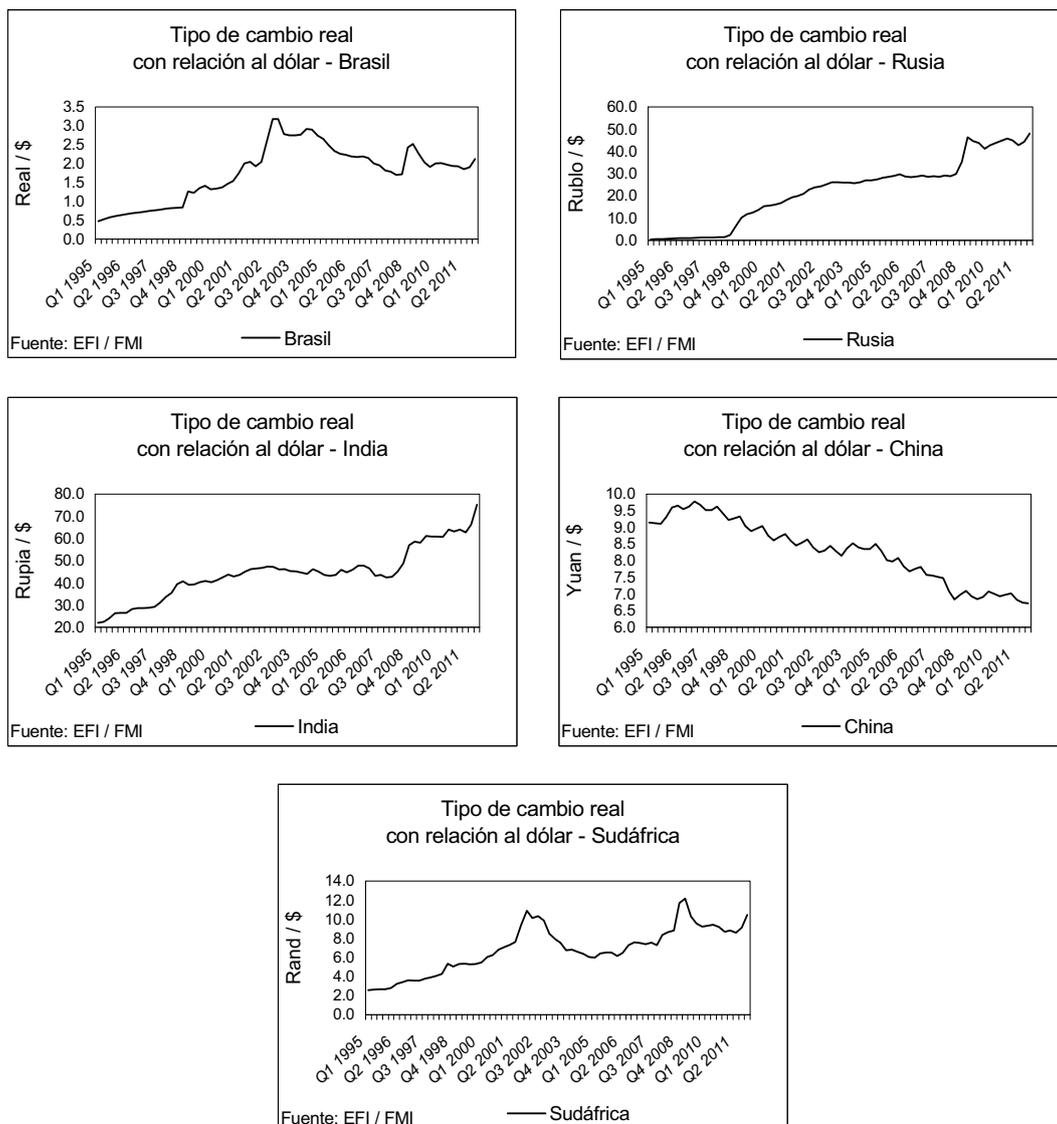 Tipo de cambio real
con relación al dólar - Brasil
Real / $
3.5
3.0
2.5
2.0
1.5
1.0
0.5
0.0
Q1 1995
Q2 1996
Q3 1997
Q4 1998
Q1 2000
Q2 2001
Q3 2002
Q4 2003
Q1 2005
Q2 2006
Q3 2007
Q4 2008
Q1 2010
Q2 2011
Brasil
Fuente: EFI / FMI
Tipo de cambio real
con relación al dólar - Rusia
Rublo / $
60.0
50.0
40.0
30.0
20.0
10.0
0.0
Q1 1995
Q2 1996
Q3 1997
Q4 1998
Q1 2000
Q2 2001
Q3 2002
Q4 2003
Q1 2005
Q2 2006
Q3 2007
Q4 2008
Q1 2010
Q2 2011
Rusia
Fuente: EFI / FMI
Tipo de cambio real
con relación al dólar - India
Rupia / $
80.0
70.0
60.0
50.0
40.0
30.0
20.0
Q1 1995
Q2 1996
Q3 1997
Q4 1998
Q1 2000
Q2 2001
Q3 2002
Q4 2003
Q1 2005
Q2 2006
Q3 2007
Q4 2008
Q1 2010
Q2 2011
India
Fuente: EFI / FMI
Tipo de cambio real
con relación al dólar - China
Yuan / $
10.0
9.5
9.0
8.5
8.0
7.5
7.0
6.5
6.0
Q1 1995
Q2 1996
Q3 1997
Q4 1998
Q1 2000
Q2 2001
Q3 2002
Q4 2003
Q1 2005
Q2 2006
Q3 2007
Q4 2008
Q1 2010
Q2 2011
China
Fuente: EFI / FMI
Tipo de cambio real
con relación al dólar - Sudáfrica
Rand / $
14.0
12.0
10.0
8.0
6.0
4.0
2.0
0.0
Q1 1995
Q2 1996
Q3 1997
Q4 1998
Q1 2000
Q2 2001
Q3 2002
Q4 2003
Q1 2005
Q2 2006
Q3 2007
Q4 2008
Q1 2010
Q2 2011
Sudáfrica
Fuente: EFI / FMI